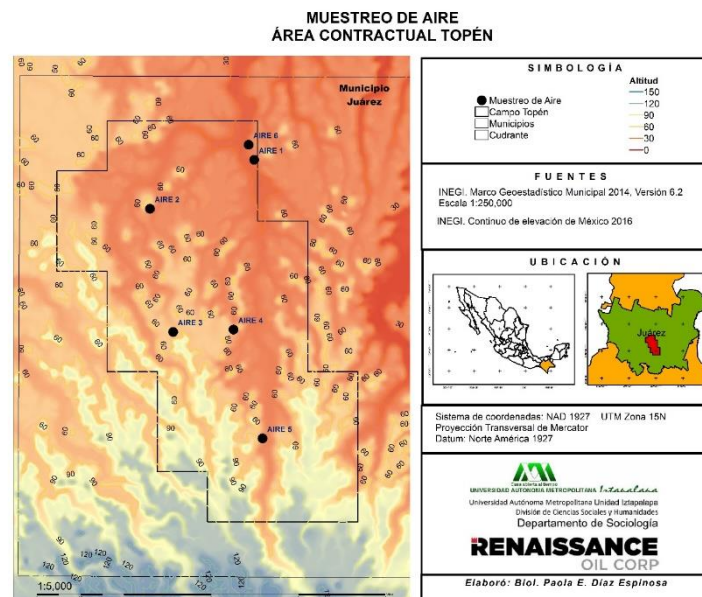 MUESTREO DE AIRE
ÁREA CONTRACTUAL TOPÉN
Municipio
Juárez
AIRE 6
AIRE 1
AIRE 2
AIRE 3
AIRE 4
AIRE 5
1:5,000
SIMBOLOGÍA
Altitud
Muestreo de Aire
Campo Topén
Municipios
Cudrante
150
120
90
60
30
0
FUENTES
INEGI. Marco Geoestadístico Municipal 2014, Versión 6.2
Escala 1:250,000
INEGI. Continuo de elevación de México 2016
UBICACIÓN
Juárez
Sistema de coordenadas: NAD 1927 UTM Zona 15N
Proyección Transversal de Mercator
Datum: Norte América 1927
UNIVERSIDAD AUTONOMA METROPOLITANA Iztapalapa
Universidad Autónoma Metropolitana Unidad Iztapalapa
División de Ciencias Sociales y Humanidades
Departamento de Sociología
RENAISSANCE
OIL CORP
Elaboró: Biol. Paola E. Díaz Espinosa